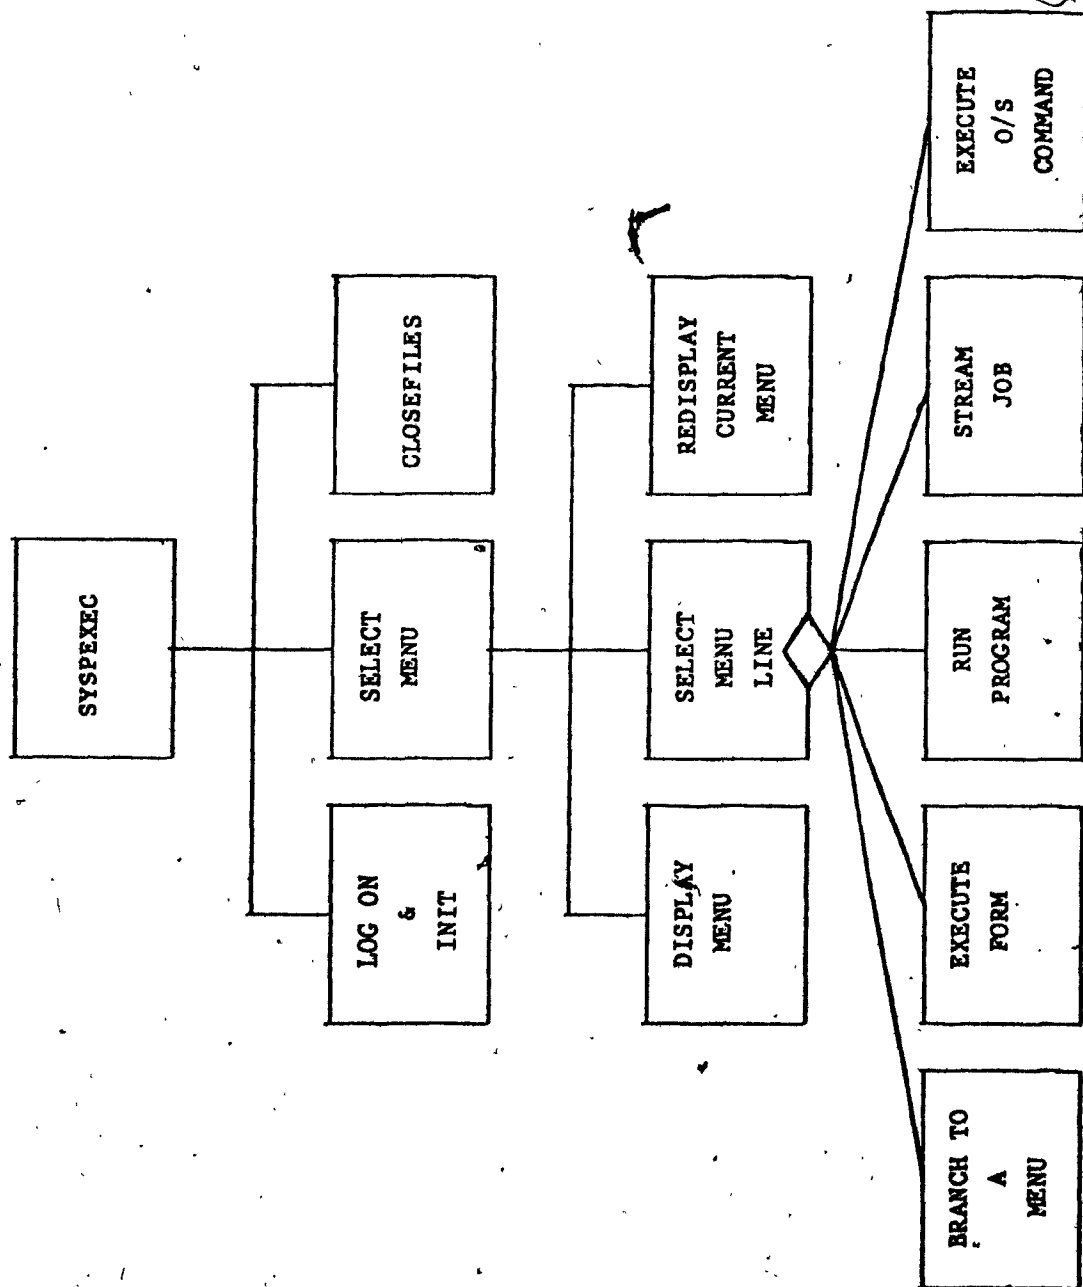 SYSPEXEC
LOG ON
&
INIT
SELECT
MENU
CLOSEFILES
DISPLAY
MENU
SELECT
MENU
LINE
REDISPLAY
CURRENT
MENU
BRANCH TO
A
MENU
EXECUTE
FORM
RUN
PROGRAM
STREAM
JOB
EXECUTE
O/S
COMMAND